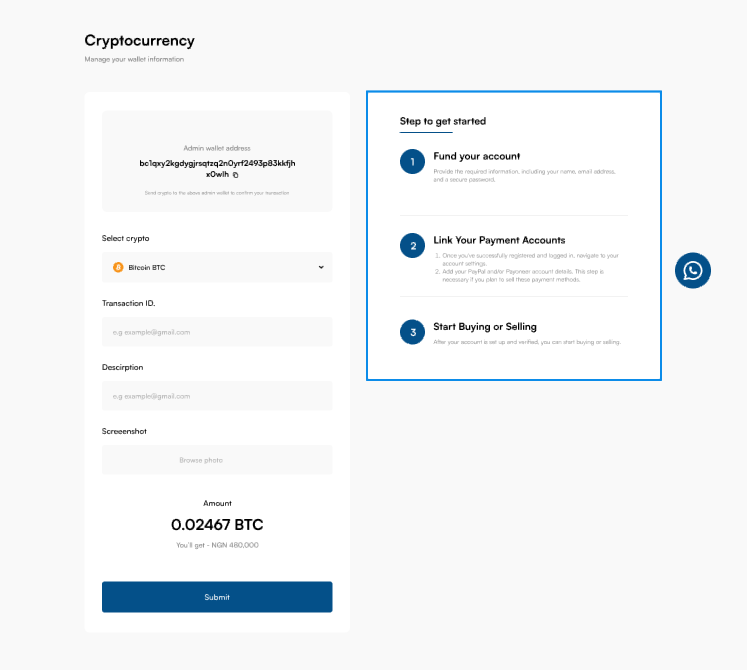 Cryptocurrency
Manage your wallet information
Admin wallet address
bc1qxy2kgdygjrsqtzq2n0yrf2493p83kkfjh
x0wlh
Send crypto to the above admin wallet to confirm your transaction
Select crypto
Bitcoin BTC
Transaction ID.
e.g example@gmail.com
Descirption
e.g example@gmail.com
Screeenshot
Browse photo
Amount
0.02467 BTC
You'll get - NGN 480,000
Submit
Step to get started
1
Fund your account
Provide the required information, including your name, email address,
and a secure password.
2
Link Your Payment Accounts
1. Once you've successfully registered and logged in, navigate to your
account settings.
2. Add your PayPal and/or Payoneer account details. This step is
necessary if you plan to sell these payment methods.
3
Start Buying or Selling
After your account is set up and verified, you can start buying or selling.